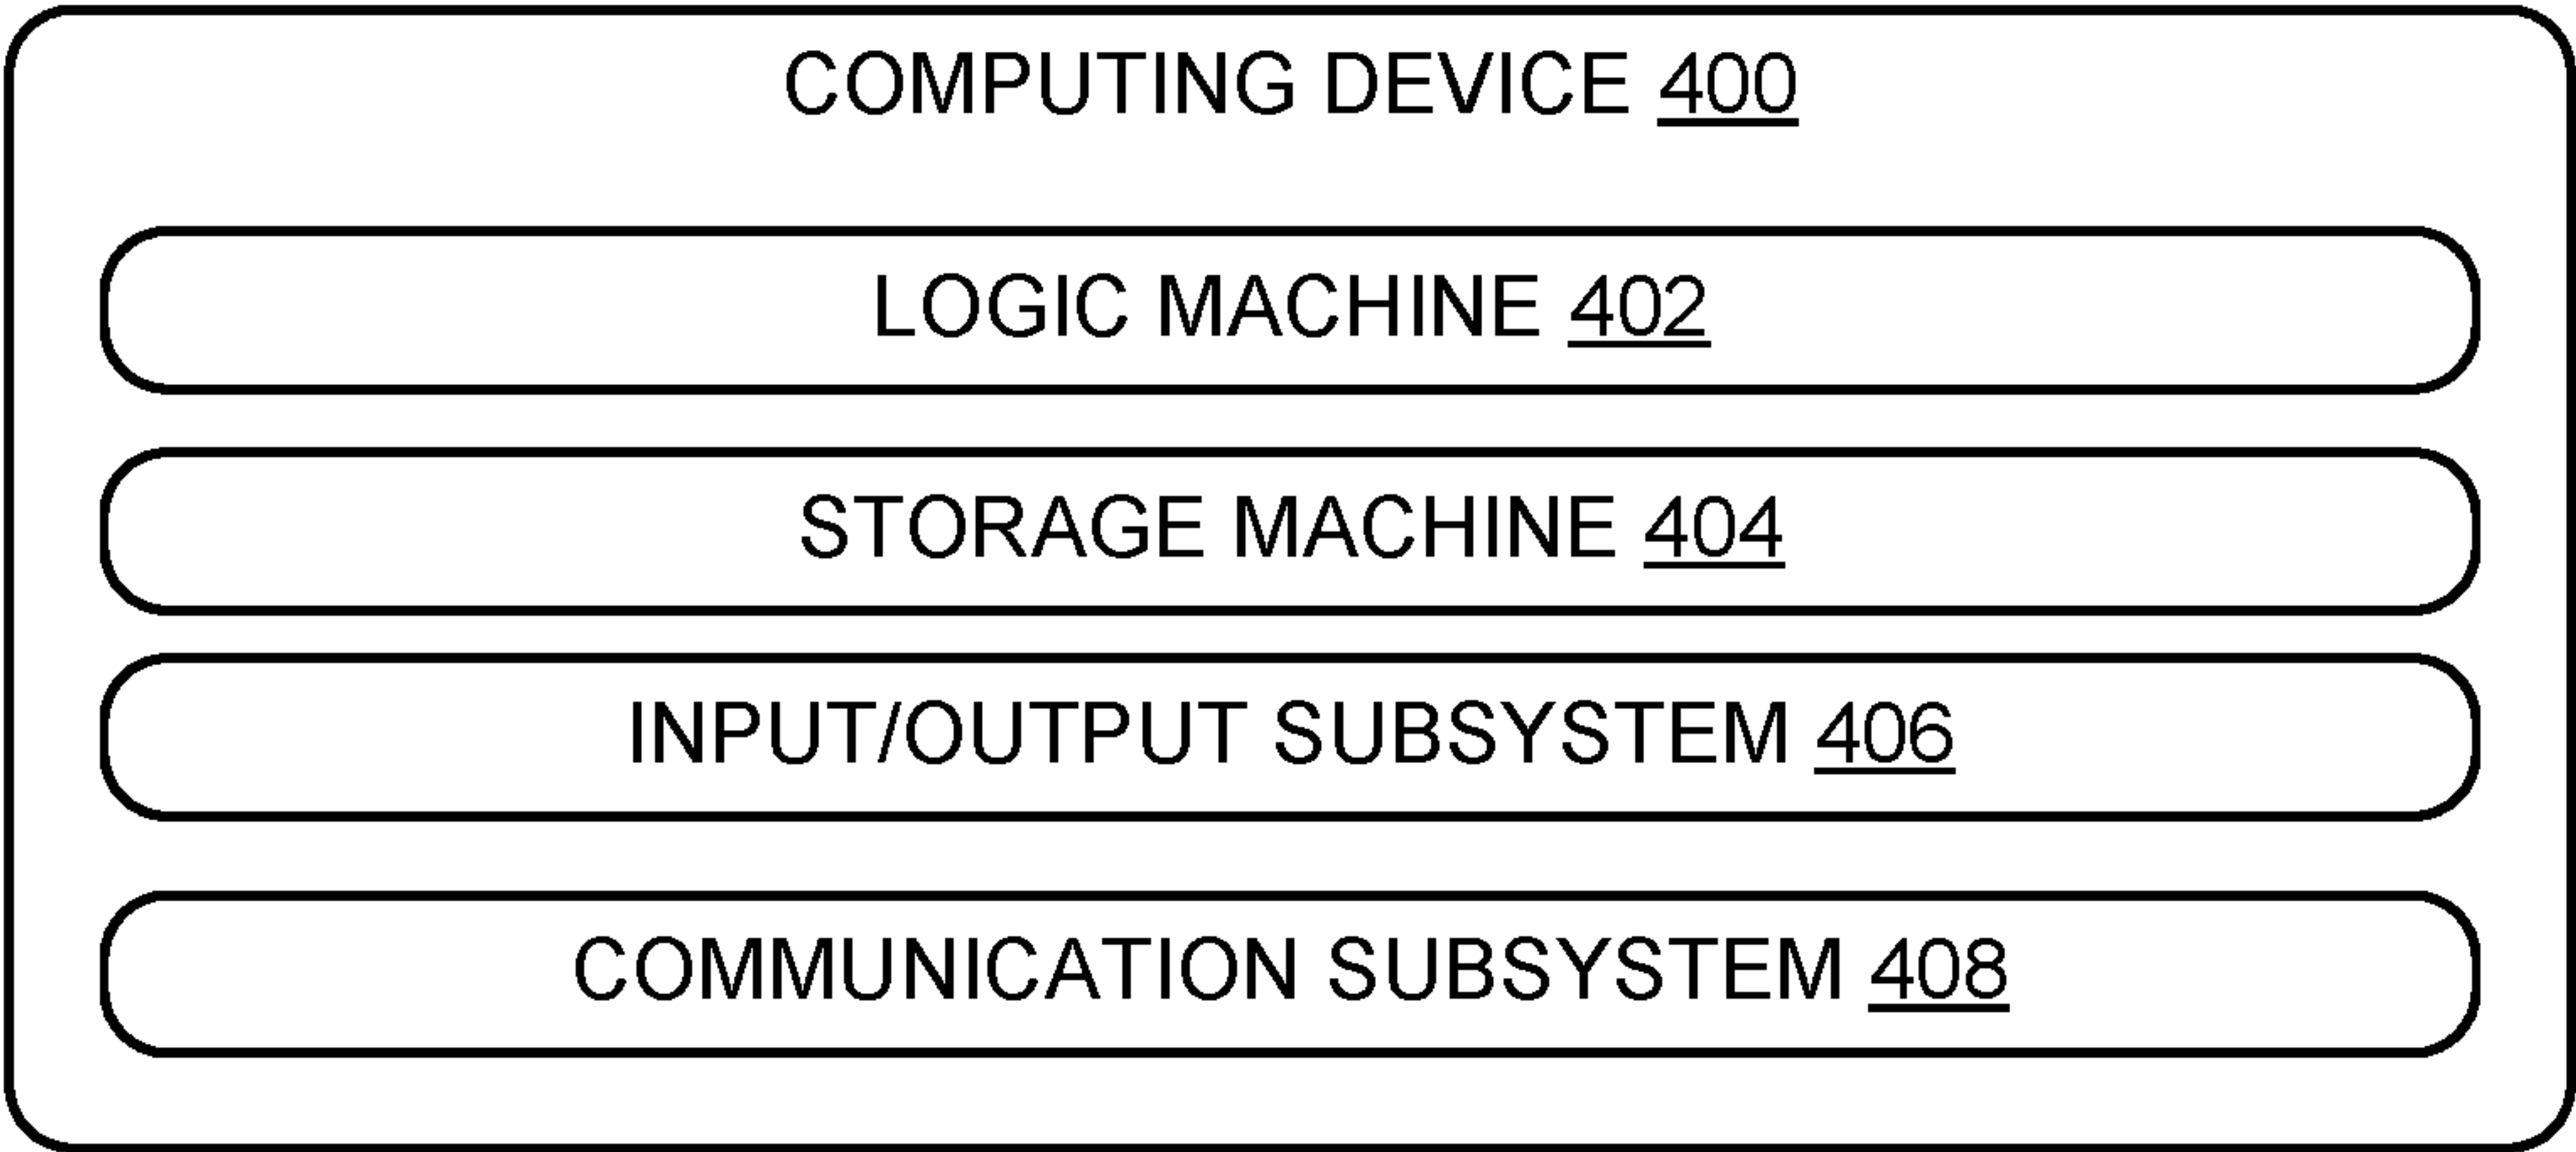 COMPUTING DEVICE 400
LOGIC MACHINE 402
STORAGE MACHINE 404
INPUT/OUTPUT SUBSYSTEM 406
COMMUNICATION SUBSYSTEM 408